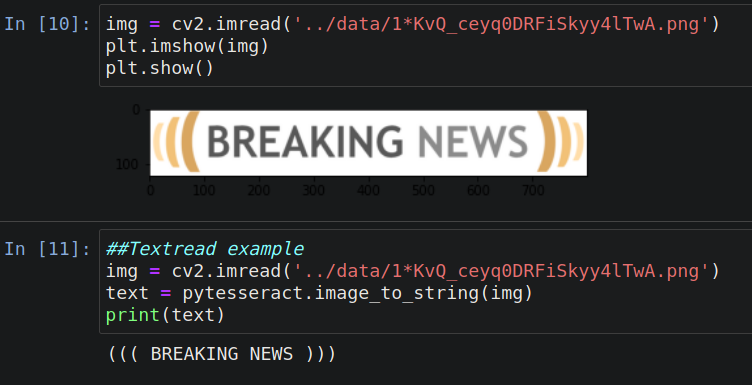 In [10]: img = cv2.imread('../data/1*KvQ_ceyq0DRFiSkyy4lTwA.png')
plt.imshow(img)
plt.show()
0
BREAKING NEWS
100
0 100 200 300 400 500 600 700
In [11]: ##Textread example
img = cv2.imread('../data/1*KvQ_ceyq0DRFiSkyy4lTwA.png')
text = pytesseract.image_to_string(img)
print(text)
((( BREAKING NEWS )))